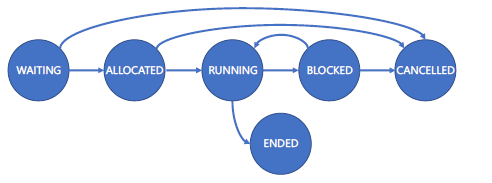 WAITING
ALLOCATED
RUNNING
BLOCKED
CANCELLED
ENDED